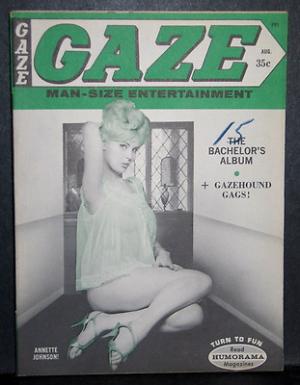 GAZE
GAZE
AUG.
35c
MAN-SIZE ENTERTAINMENT
15
THE
BACHELOR'S
ALBUM
+ GAZEHOUND
GAGS!
ANNETTE
JOHNSON!
TURN TO FUN
Read
HUMORAMA
Magazines